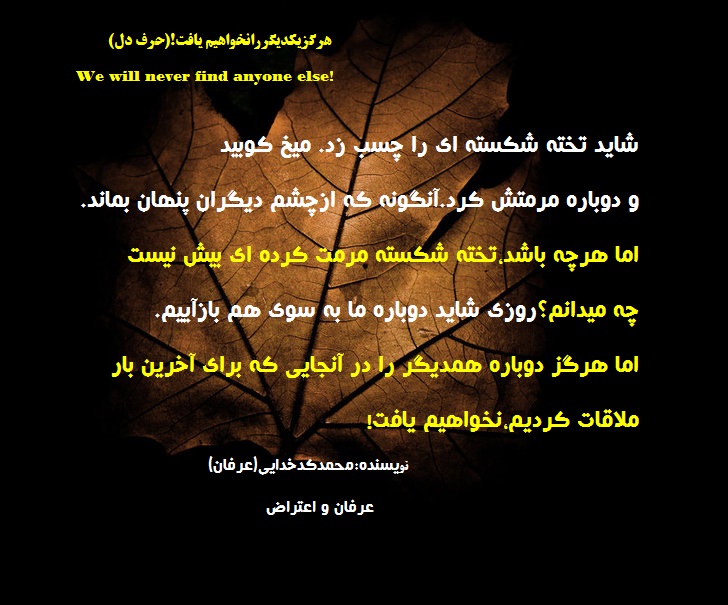 هرگزیکدیگررانخواهیم یافت!(حرف دل)
We will never find anyone else!
شاید تخته شکسته ای را چسب زد. میخ کوبید
و دوباره مرمتش کرد.آنگونه که ازچشم دیگران پنهان بماند.
اما هرچه باشد،تخته شکسته مرمت کرده ای بیش نیست
چه میدانم؟روزی شاید دوباره ما به سوی هم بازآییم.
اما هرگز دوباره همدیگر را در آنجایی که برای آخرین بار
ملاقات کردیم،نخواهیم یافت!
نویسنده:محمدکدخدایی(عرفان)
عرفان و اعتراض